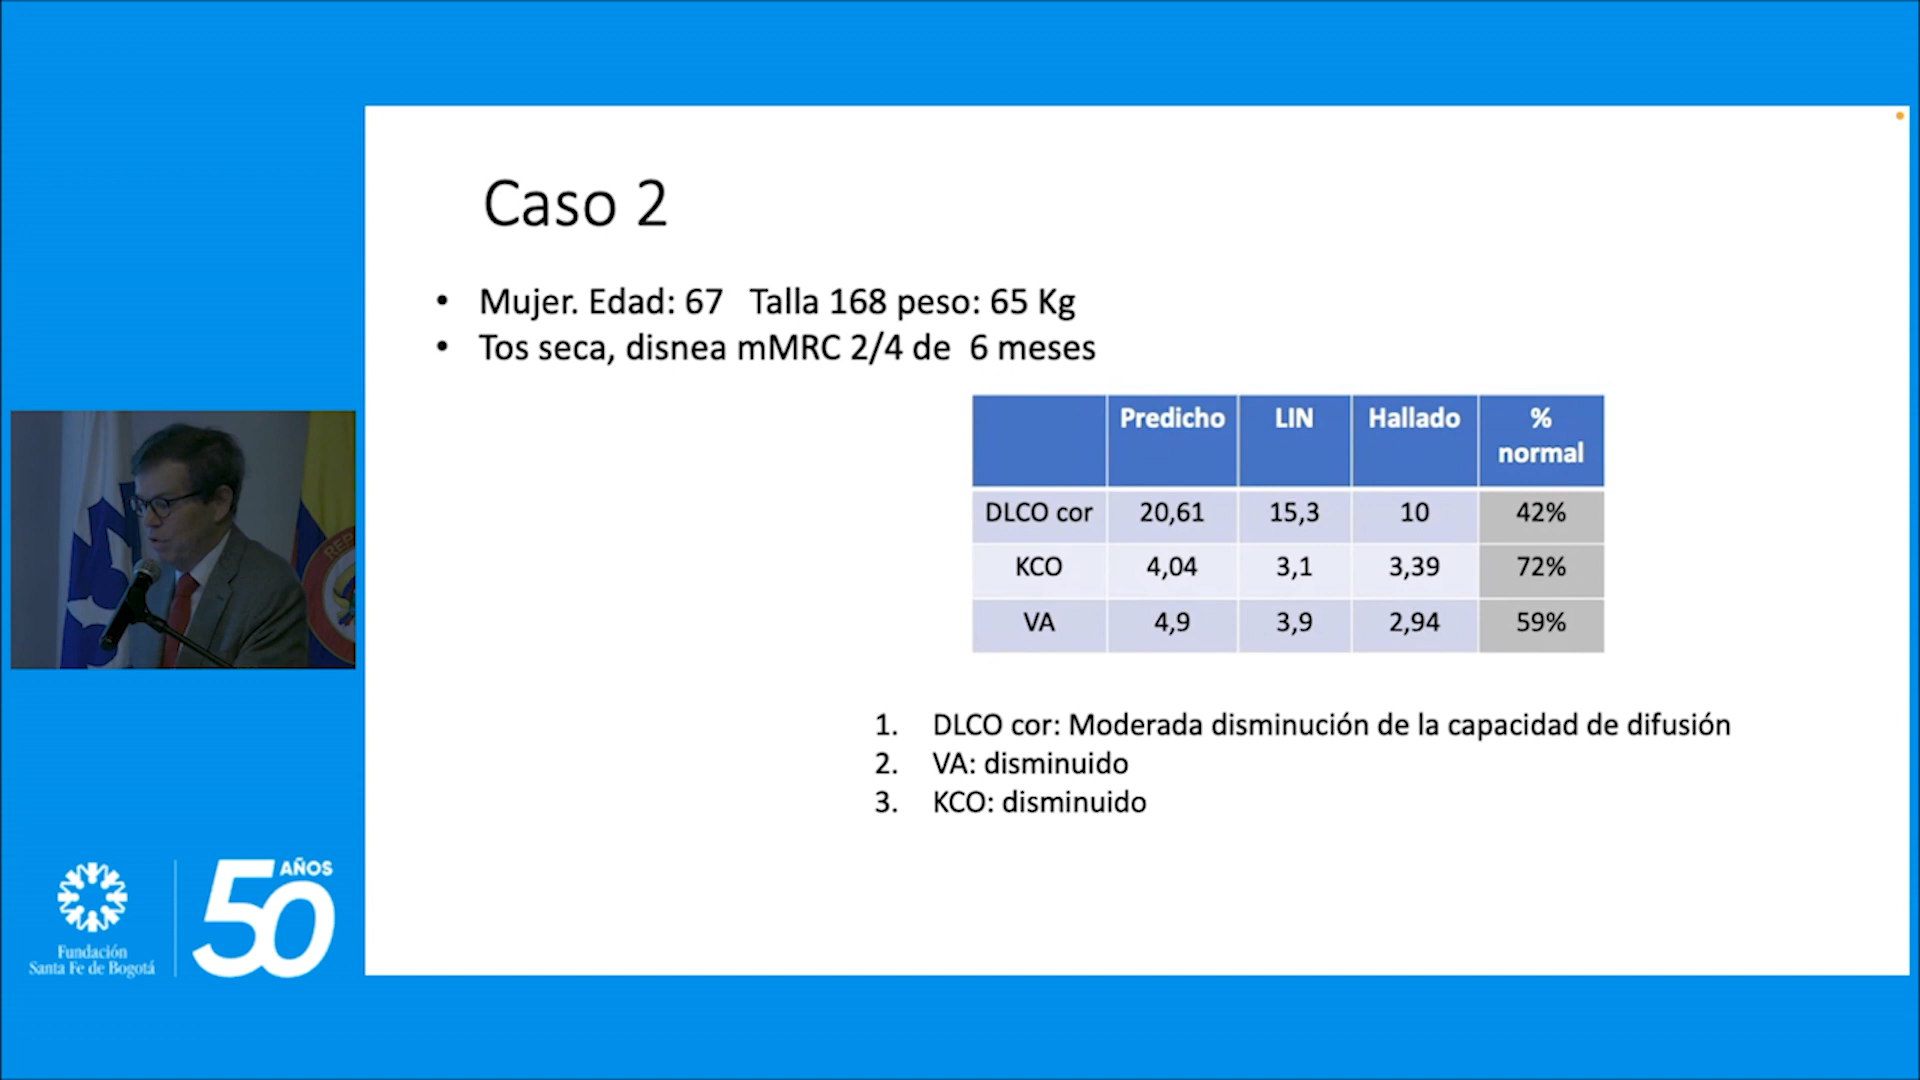 Caso 2
• Mujer. Edad: 67 Talla 168 peso: 65 Kg
• Tos seca, disnea mMRC 2/4 de 6 meses
Predicho LIN Hallado % normal
DLCO cor 20,61 15,3 10 42%
KCO 4,04 3,1 3,39 72%
VA 4,9 3,9 2,94 59%
1. DLCO cor: Moderada disminución de la capacidad de difusión
2. VA: disminuido
3. KCO: disminuido
REP
Fundación
Santa Fe de Bogotá
50 AÑOS